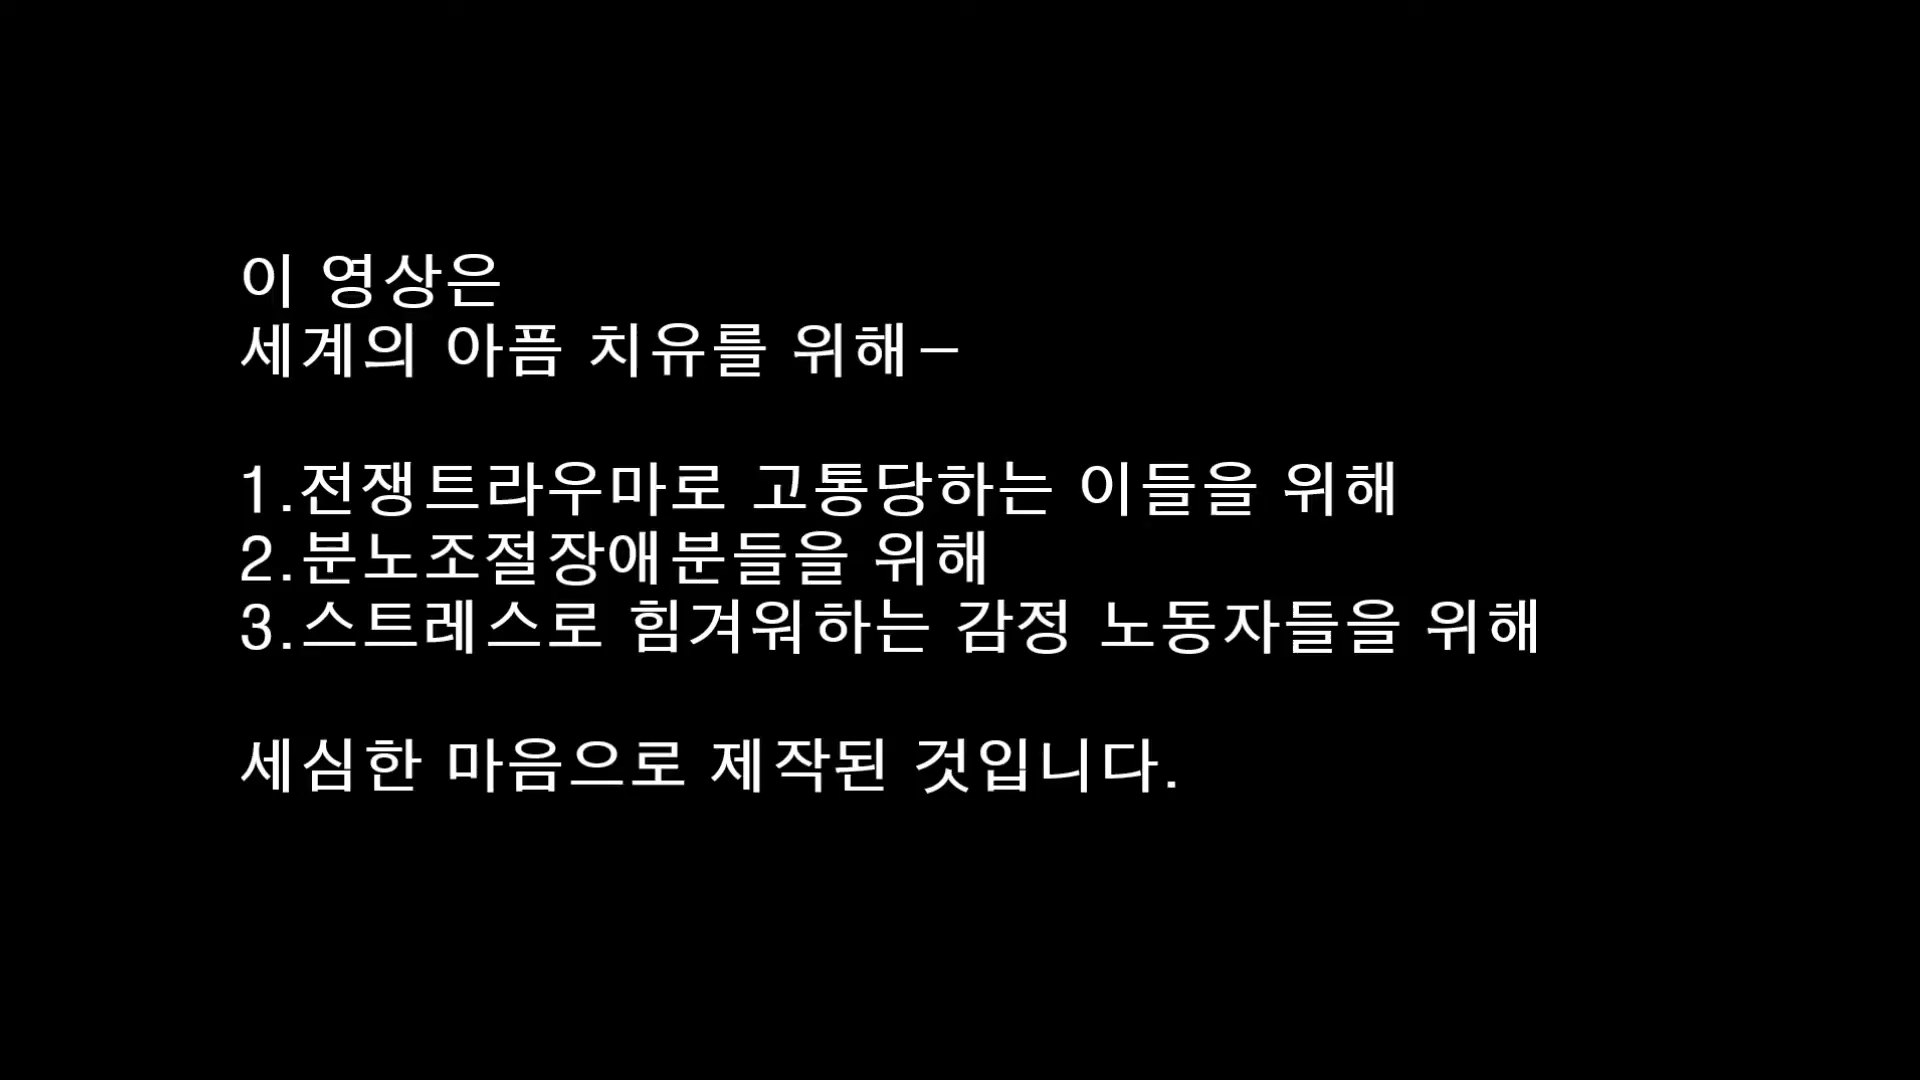 이 영상은
세계의 아픔 치유를 위해–
1.전쟁트라우마로 고통당하는 이들을 위해
2.분노조절장애분들을 위해
3.스트레스로 힘겨워하는 감정 노동자들을 위해
세심한 마음으로 제작된 것입니다.